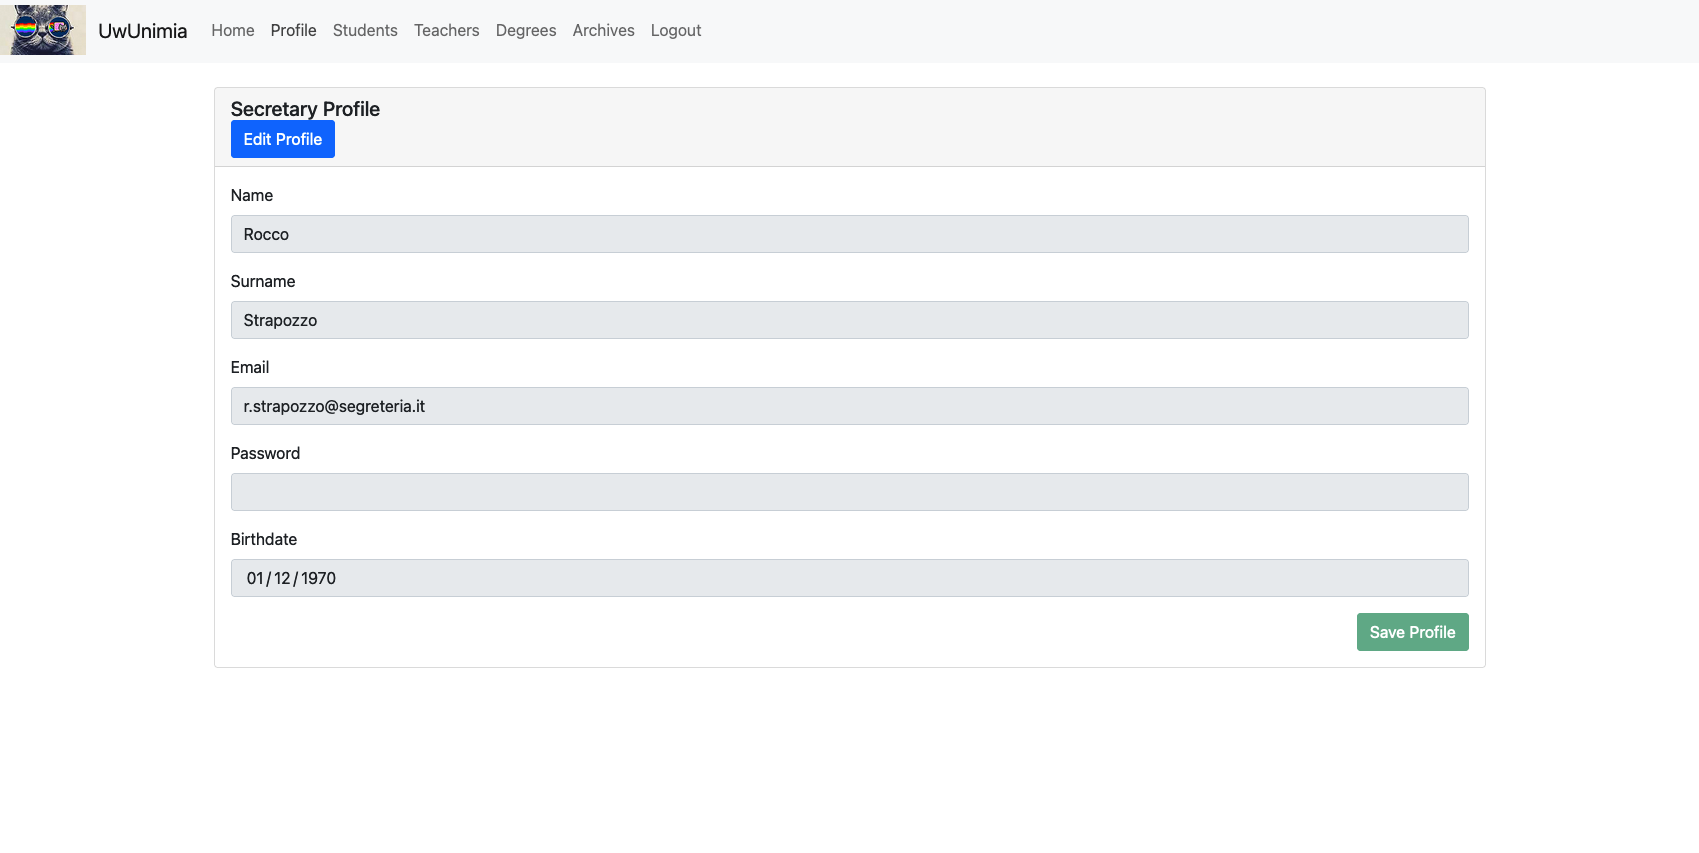 UwUnimia Home Profile Students Teachers Degrees Archives Logout
Secretary Profile
Edit Profile
Name
Rocco
Surname
Strapozzo
Email
r.strapozzo@segreteria.it
Password
Birthdate
01/12/1970
Save Profile